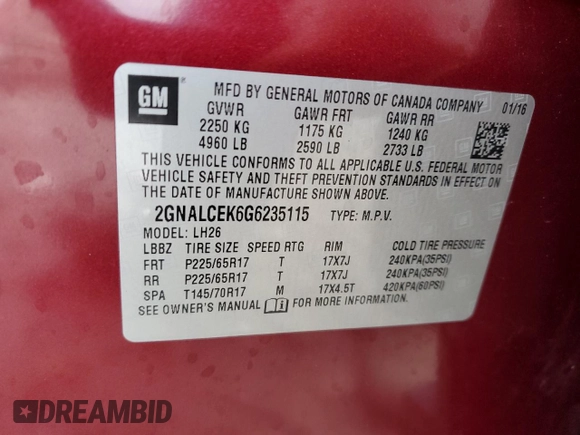 GM
MFD BY GENERAL MOTORS OF CANADA COMPANY 01/16
GVWR GAWR FRT GAWR RR
2250 KG 1175 KG 1240 KG
4960 LB 2590 LB 2733 LB
THIS VEHICLE CONFORMS TO ALL APPLICABLE U.S. FEDERAL MOTOR
VEHICLE SAFETY AND THEFT PREVENTION STANDARDS IN EFFECT ON
THE DATE OF MANUFACTURE SHOWN ABOVE.
2GNALCEK6G6235115 TYPE: M.P.V.
MODEL: LH26
LBBZ TIRE SIZE SPEED RTG RIM COLD TIRE PRESSURE
FRT P225/65R17 T 17X7J 240KPA(35PSI)
RR P225/65R17 T 17X7J 240KPA(35PSI)
SPA T145/70R17 M 17X4.5T 420KPA(60PSI)
SEE OWNER'S MANUAL FOR MORE INFORMATION.
DREAMBID